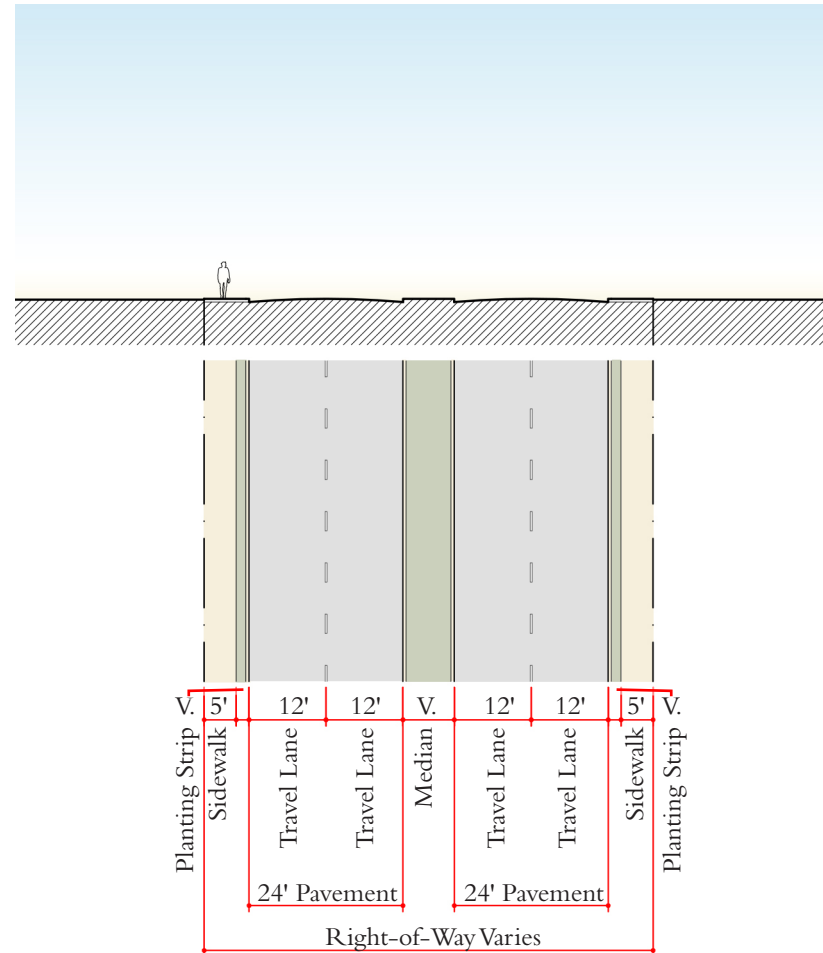 V. 5' 12' 12' V. 12' 12' 5' V.
Planting Strip
Sidewalk
Travel Lane
Travel Lane
Median
Travel Lane
Travel Lane
Sidewalk
Planting Strip
24' Pavement 24' Pavement
Right-of-Way Varies